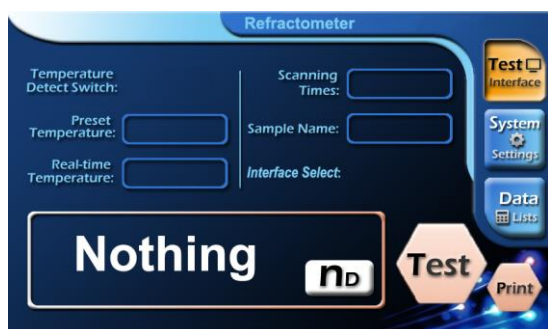 Refractometer
Temperature
Detect Switch:
Preset
Temperature:
Real-time
Temperature:
Scanning
Times:
Sample Name:
Interface Select:
Test
Interface
System
Settings
Data
Lists
Nothing
nD
Test
Print